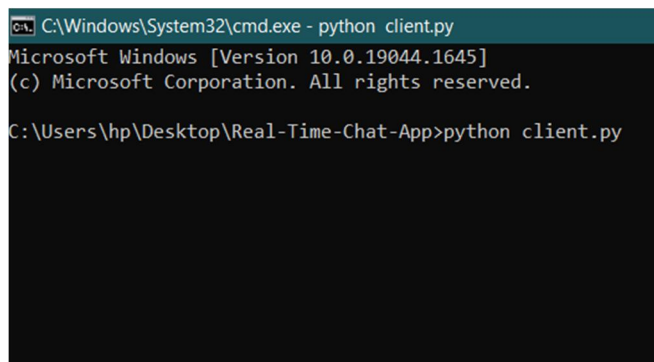 C:\Windows\System32\cmd.exe - python client.py
Microsoft Windows [Version 10.0.19044.1645]
(c) Microsoft Corporation. All rights reserved.
C:\Users\hp\Desktop\Real-Time-Chat-App>python client.py